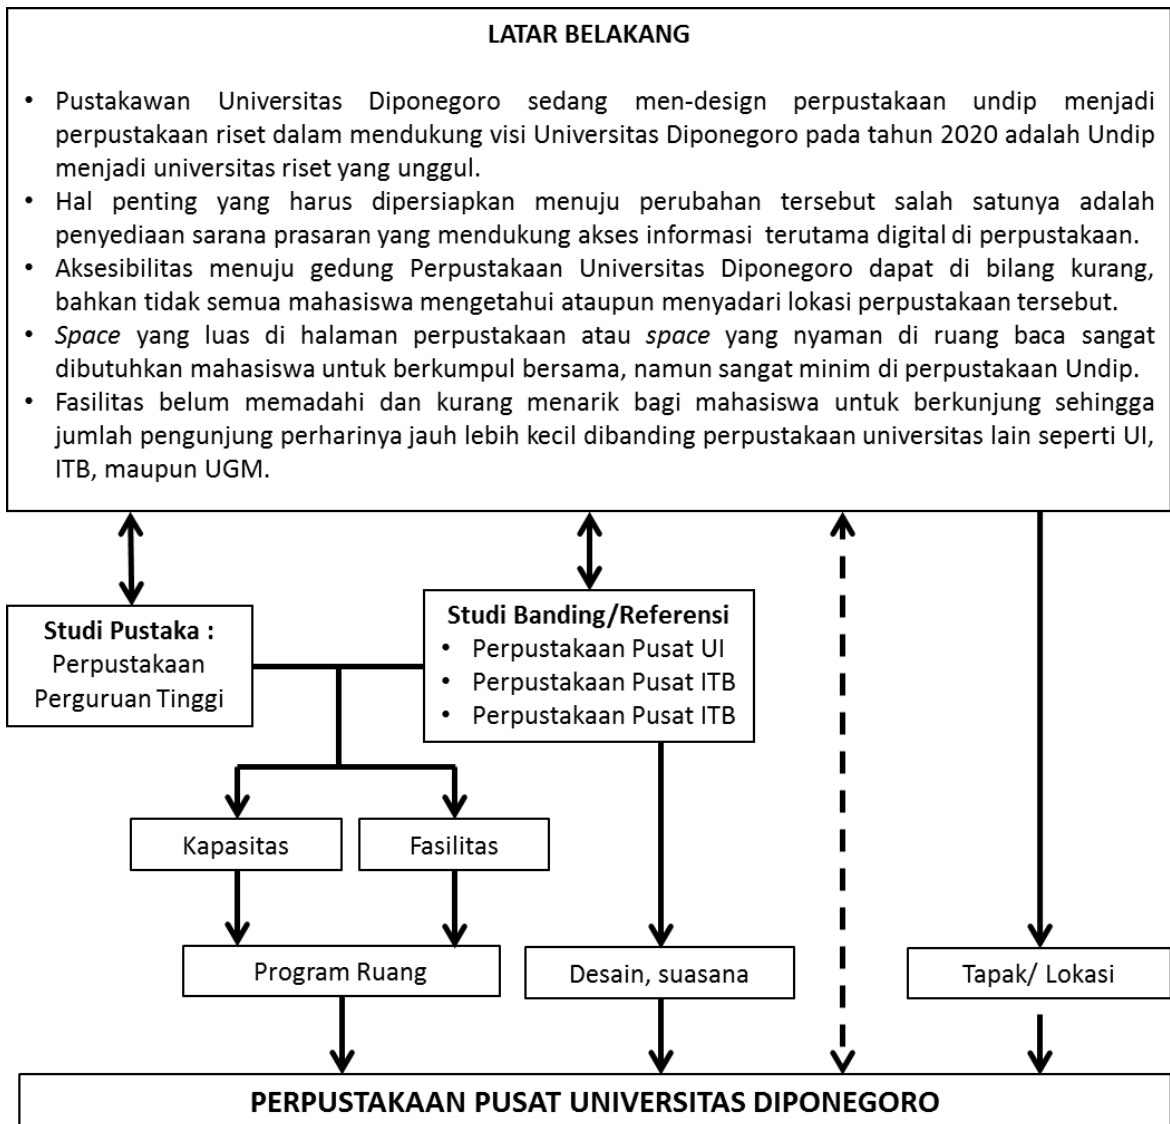 LATAR BELAKANG
• Pustakawan Universitas Diponegoro sedang men-design perpustakaan undip menjadi
perpustakaan riset dalam mendukung visi Universitas Diponegoro pada tahun 2020 adalah Undip
menjadi universitas riset yang unggul.
• Hal penting yang harus dipersiapkan menuju perubahan tersebut salah satunya adalah
penyediaan sarana prasaran yang mendukung akses informasi terutama digital di perpustakaan.
• Aksesibilitas menuju gedung Perpustakaan Universitas Diponegoro dapat di bilang kurang,
bahkan tidak semua mahasiswa mengetahui ataupun menyadari lokasi perpustakaan tersebut.
• Space yang luas di halaman perpustakaan atau space yang nyaman di ruang baca sangat
dibutuhkan mahasiswa untuk berkumpul bersama, namun sangat minim di perpustakaan Undip.
• Fasilitas belum memadahi dan kurang menarik bagi mahasiswa untuk berkunjung sehingga
jumlah pengunjung perharinya jauh lebih kecil dibanding perpustakaan universitas lain seperti UI,
ITB, maupun UGM.
Studi Pustaka :
Perpustakaan
Perguruan Tinggi
Studi Banding/Referensi
• Perpustakaan Pusat UI
• Perpustakaan Pusat ITB
• Perpustakaan Pusat ITB
Kapasitas
Fasilitas
Program Ruang
Desain, suasana
Tapak/ Lokasi
PERPUSTAKAAN PUSAT UNIVERSITAS DIPONEGORO